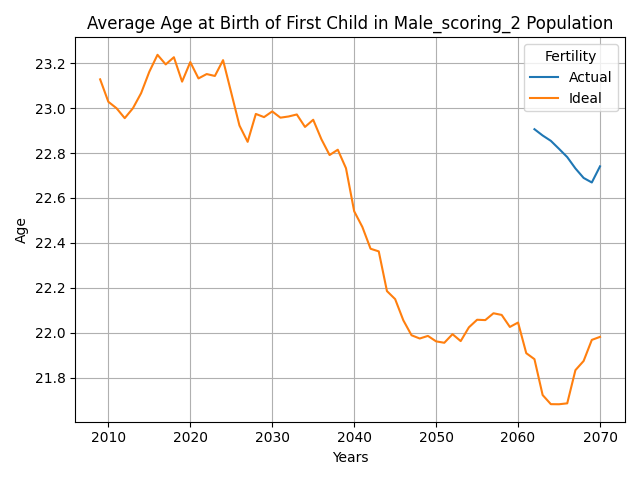 Average Age at Birth of First Child in Male_scoring_2 Population
Fertility
Actual
Ideal
23.2
23.0
22.8
22.6
22.4
22.2
22.0
21.8
Age
2010 2020 2030 2040 2050 2060 2070
Years